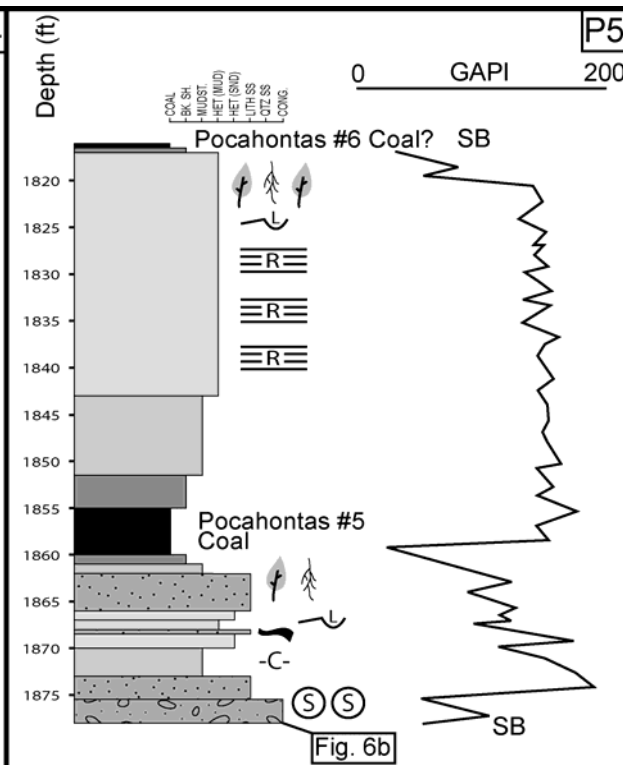 P5
Depth (ft)
0 GAPI 200
COAL
BK. SH.
MUDST.
HET (MUD)
HET (SND)
LITH SS
QTZ SS
CONG.
Pocahontas #6 Coal? SB
1820
L
1825
R
1830
R
1835
R
1840
1845
1850
1855
Pocahontas #5
Coal
1860
1865
L
1870
-C-
1875
S S
SB
Fig. 6b